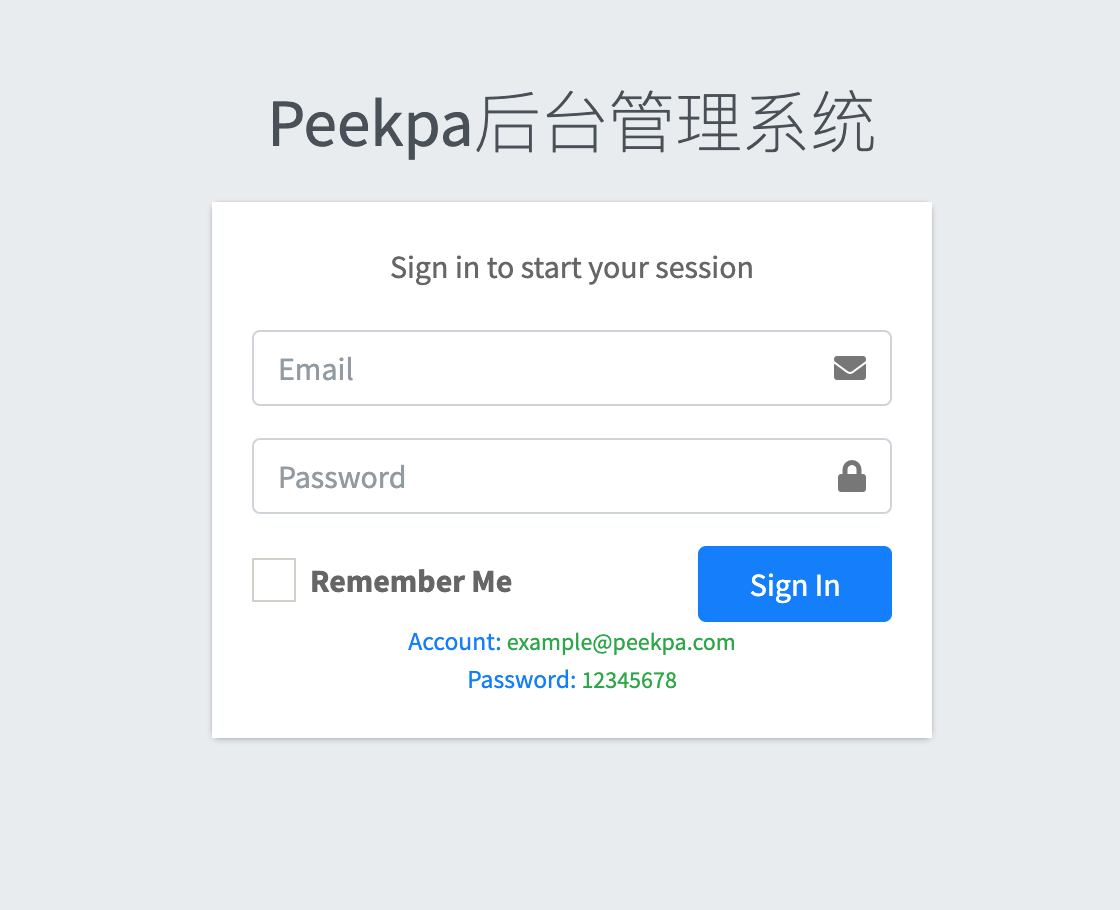 Peekpa后台管理系统
Sign in to start your session
Email
Password
Remember Me
Sign In
Account: example@peekpa.com
Password: 12345678